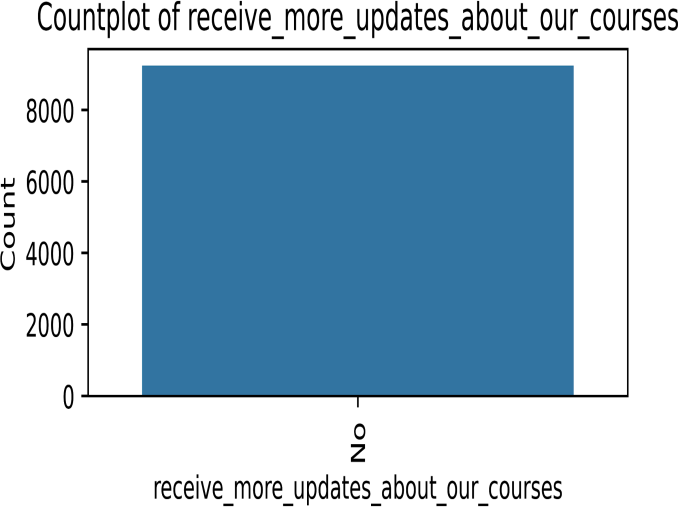 Countplot of receive_more_updates_about_our_courses
8000
6000
4000
2000
0
Count
No
receive_more_updates_about_our_courses